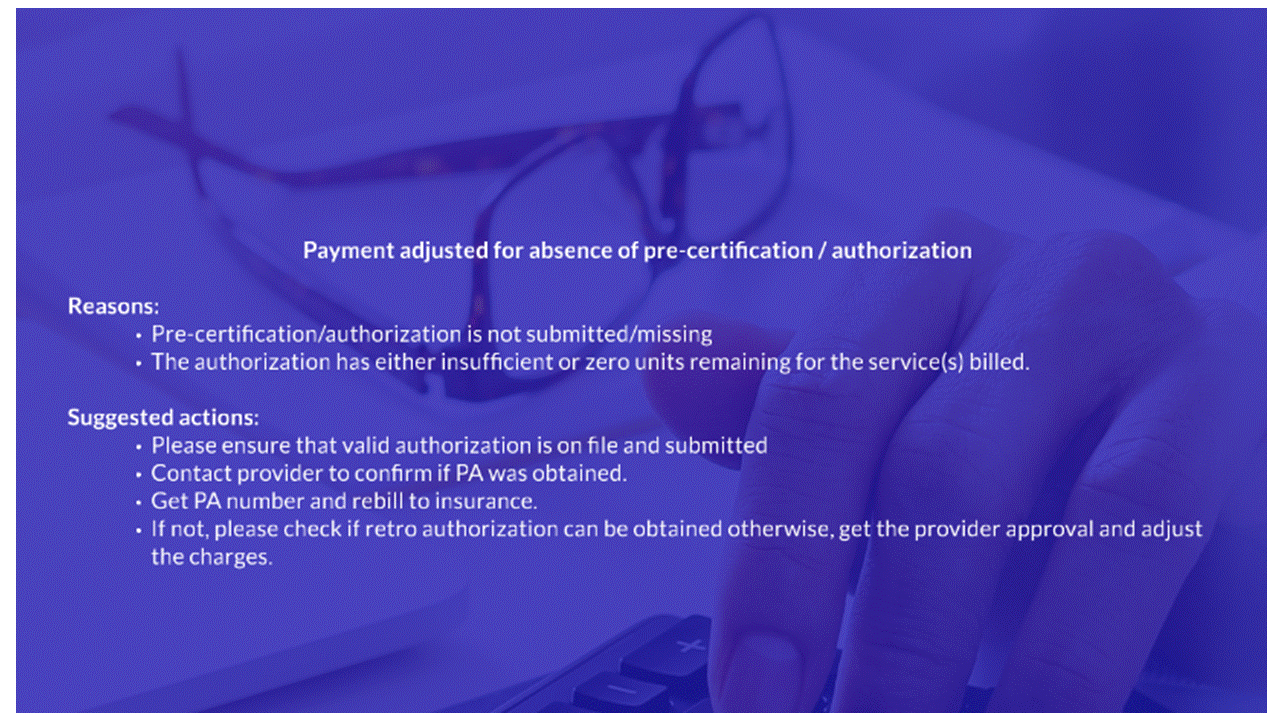 Payment adjusted for absence of pre-certification / authorization
Reasons:
• Pre-certification/authorization is not submitted/missing
• The authorization has either insufficient or zero units remaining for the service(s) billed.
Suggested actions:
• Please ensure that valid authorization is on file and submitted
• Contact provider to confirm if PA was obtained.
• Get PA number and rebill to insurance.
• If not, please check if retro authorization can be obtained otherwise, get the provider approval and adjust
the charges.